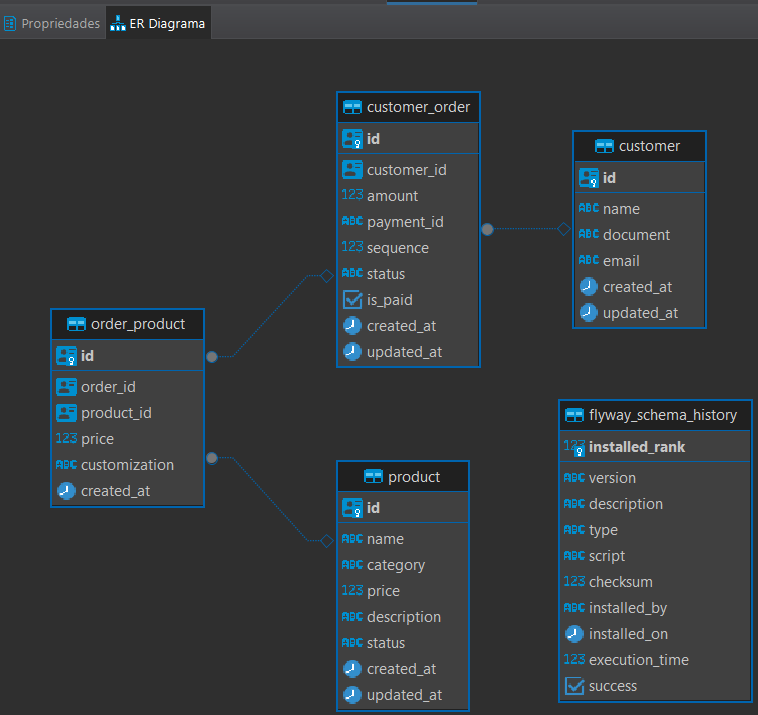 Propriedades
ER Diagrama
customer_order
id
customer_id
123 amount
ABC payment_id
123 sequence
ABC status
is_paid
created_at
updated_at
customer
id
ABC name
ABC document
ABC email
created_at
updated_at
order_product
id
order_id
product_id
123 price
ABC customization
created_at
product
id
ABC name
ABC category
123 price
ABC description
ABC status
created_at
updated_at
flyway_schema_history
123 installed_rank
ABC version
ABC description
ABC type
ABC script
123 checksum
ABC installed_by
installed_on
123 execution_time
success